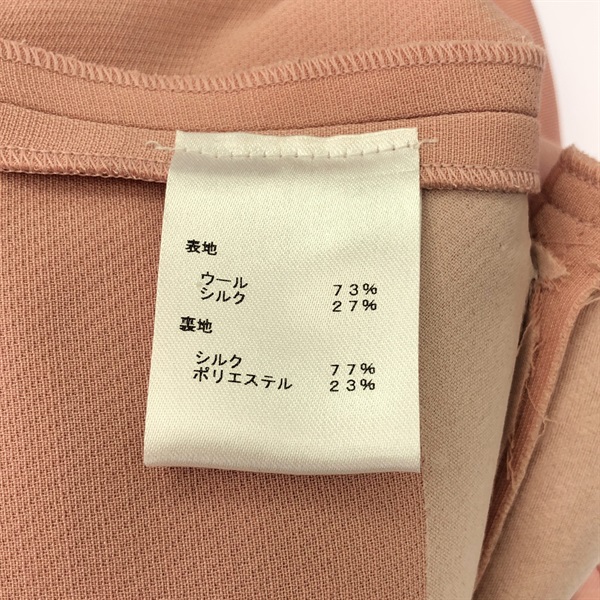 表地
ウール 73%
シルク 27%
裏地
シルク 77%
ポリエステル 23%